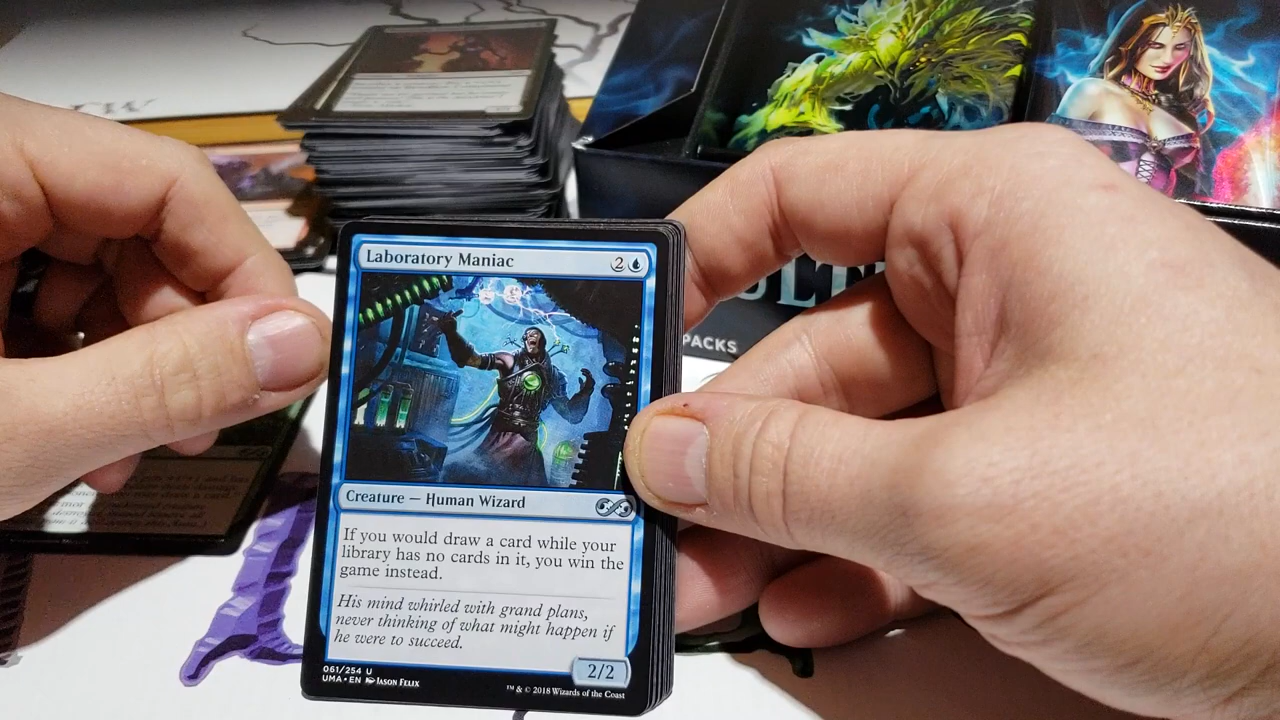 Laboratory Maniac 2
Creature — Human Wizard
If you would draw a card while your
library has no cards in it, you win the
game instead.
His mind whirled with grand plans,
never thinking of what might happen if
he were to succeed.
2/2
061/254 U
UMA • EN Jason Felix
™ & © 2018 Wizards of the Coast
PACKS